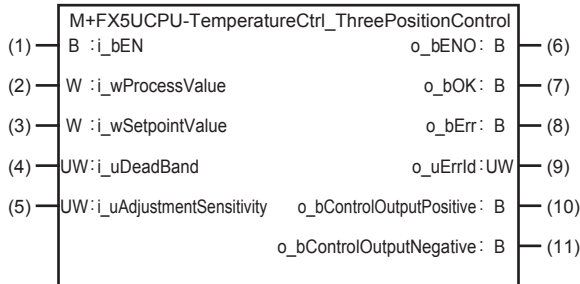 M+FX5UCPU-TemperatureCtrl_ThreePositionControl
(1) B :i_bEN o_bENO: B (6)
(2) W :i_wProcessValue o_bOK: B (7)
(3) W :i_wSetpointValue o_bErr: B (8)
(4) UW:i_uDeadBand o_uErrId:UW (9)
(5) UW:i_uAdjustmentSensitivity o_bControlOutputPositive: B (10)
o_bControlOutputNegative: B (11)